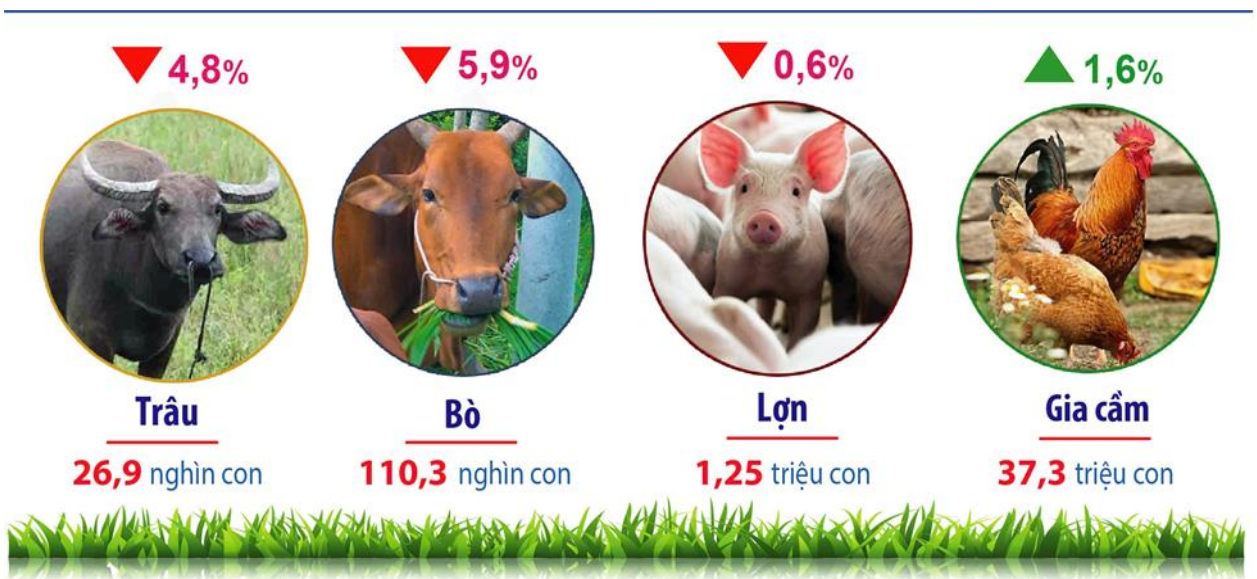 ▼ 4,8%
▼ 5,9%
▼ 0,6%
▲ 1,6%
Trâu
Bò
Lợn
Gia cầm
26,9 nghìn con
110,3 nghìn con
1,25 triệu con
37,3 triệu con